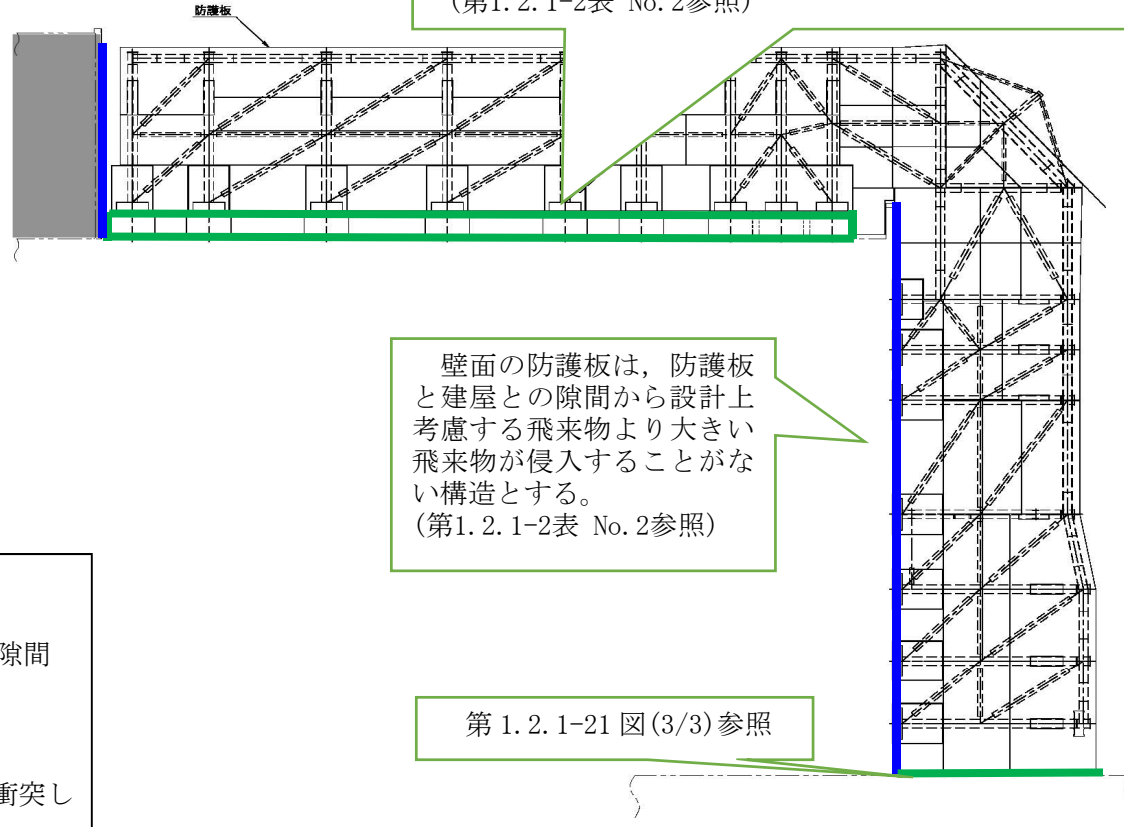 (第1.2.1-2表 No.2参照)
防護板
壁面の防護板は，防護板
と建屋との隙間から設計上
考慮する飛来物より大きい
飛来物が侵入することがな
い構造とする。
(第1.2.1-2表 No.2参照)
隙間
第 1.2.1-21 図(3/3)参照
衝突し